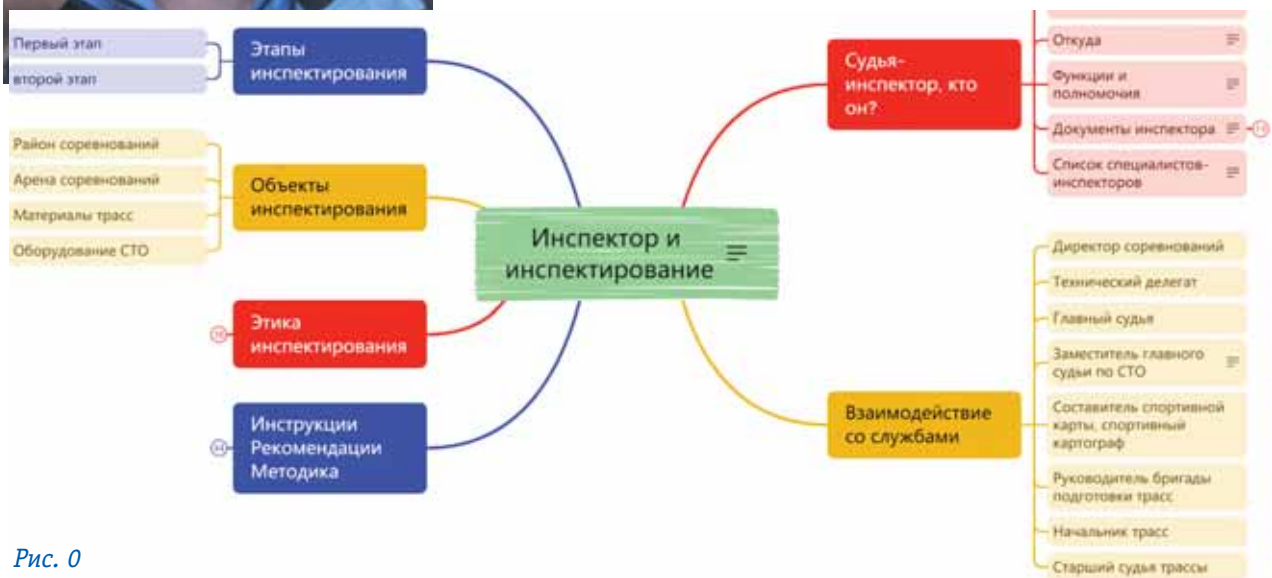 Первый этап
второй этап
Этапы
инспектирования
Район соревнований
Арена соревнований
Материалы трасс
Оборудование СТО
Объекты
инспектирования
Этика
инспектирования
Инструкции
Рекомендации
Методика
Инспектор и
инспектирование
Судья-
инспектор, кто
он?
Откуда
Функции и
полномочия
Документы инспектора
Список специалистов-
инспекторов
Взаимодействие
со службами
Директор соревнований
Технический делегат
Главный судья
Заместитель главного
судьи по СТО
Составитель спортивной
карты, спортивный
картограф
Руководитель бригады
подготовки трасс
Начальник трасс
Старший судья трассы
Рис. 0